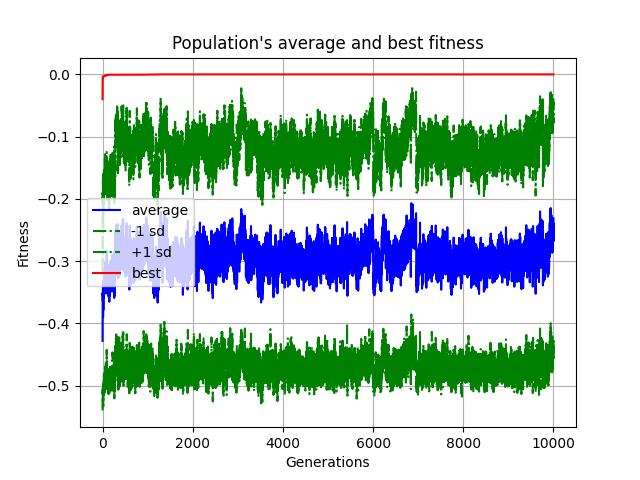 Population's average and best fitness
Fitness
0.0
−0.1
−0.2
−0.3
−0.4
−0.5
average
-1 sd
+1 sd
best
0
2000
4000
6000
8000
10000
Generations